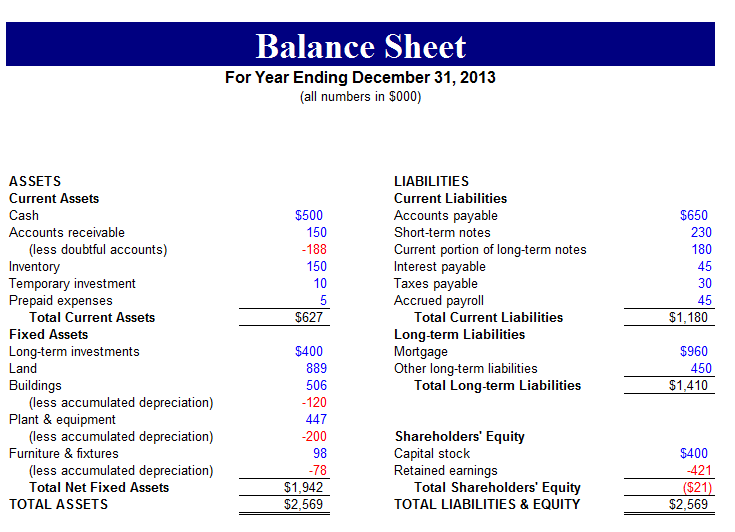 Balance Sheet
For Year Ending December 31, 2013
(all numbers in $000)
ASSETS
Current Assets
Cash $500
Accounts receivable 150
(less doubtful accounts) -188
Inventory 150
Temporary investment 10
Prepaid expenses 5
Total Current Assets $627
Fixed Assets
Long-term investments $400
Land 889
Buildings 506
(less accumulated depreciation) -120
Plant & equipment 447
(less accumulated depreciation) -200
Furniture & fixtures 98
(less accumulated depreciation) -78
Total Net Fixed Assets $1,942
TOTAL ASSETS $2,569
LIABILITIES
Current Liabilities
Accounts payable $650
Short-term notes 230
Current portion of long-term notes 180
Interest payable 45
Taxes payable 30
Accrued payroll 45
Total Current Liabilities $1,180
Long-term Liabilities
Mortgage $960
Other long-term liabilities 450
Total Long-term Liabilities $1,410
Shareholders' Equity
Capital stock $400
Retained earnings -421
Total Shareholders' Equity ($21)
TOTAL LIABILITIES & EQUITY $2,569